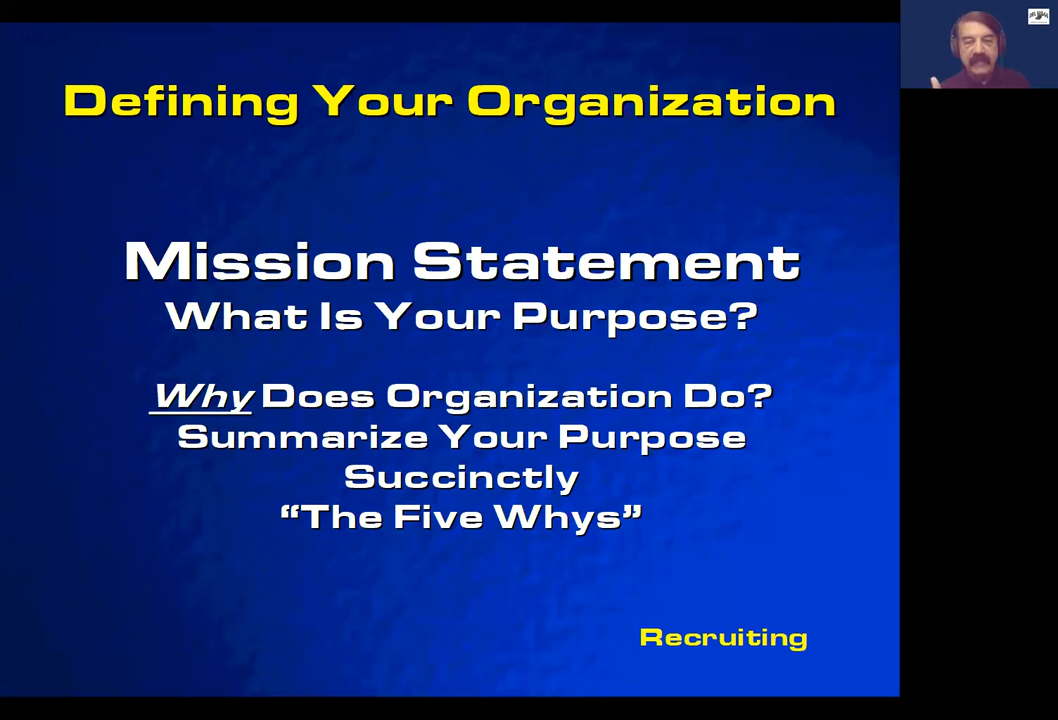 Defining Your Organization
Mission Statement
What Is Your Purpose?
Why Does Organization Do?
Summarize Your Purpose
Succinctly
“The Five Whys”
Recruiting